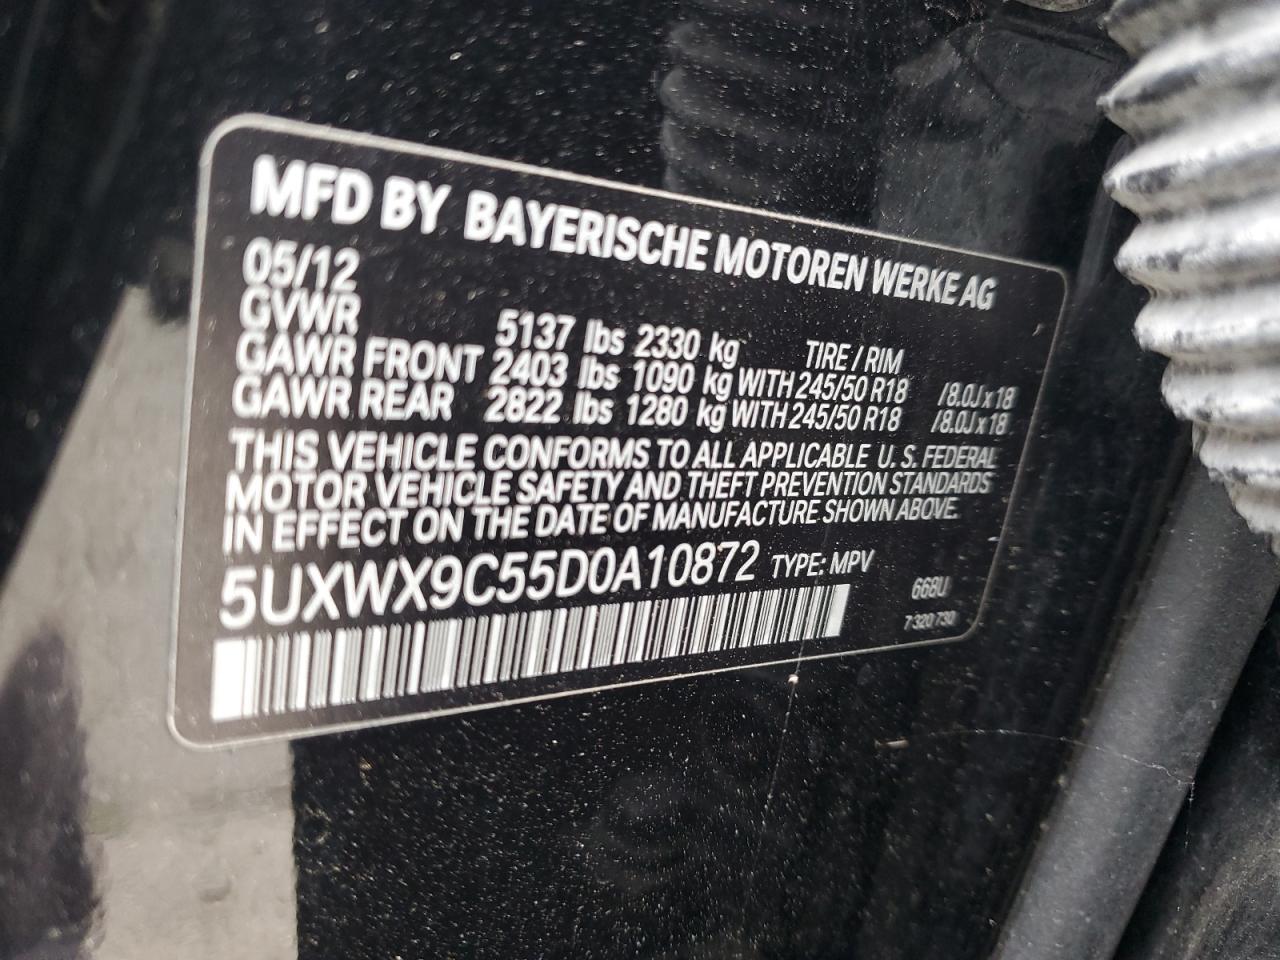 MFD BY BAYERISCHE MOTOREN WERKE AG
05/12
GVWR 5137 lbs 2330 kg TIRE / RIM
GAWR FRONT 2403 lbs 1090 kg WITH 245/50 R18 /8.0J x 18
GAWR REAR 2822 lbs 1280 kg WITH 245/50 R18 /8.0J x 18
THIS VEHICLE CONFORMS TO ALL APPLICABLE U. S. FEDERAL
MOTOR VEHICLE SAFETY AND THEFT PREVENTION STANDARDS
IN EFFECT ON THE DATE OF MANUFACTURE SHOWN ABOVE.
5UXWX9C55D0A10872 TYPE: MPV
668U
7 320 730